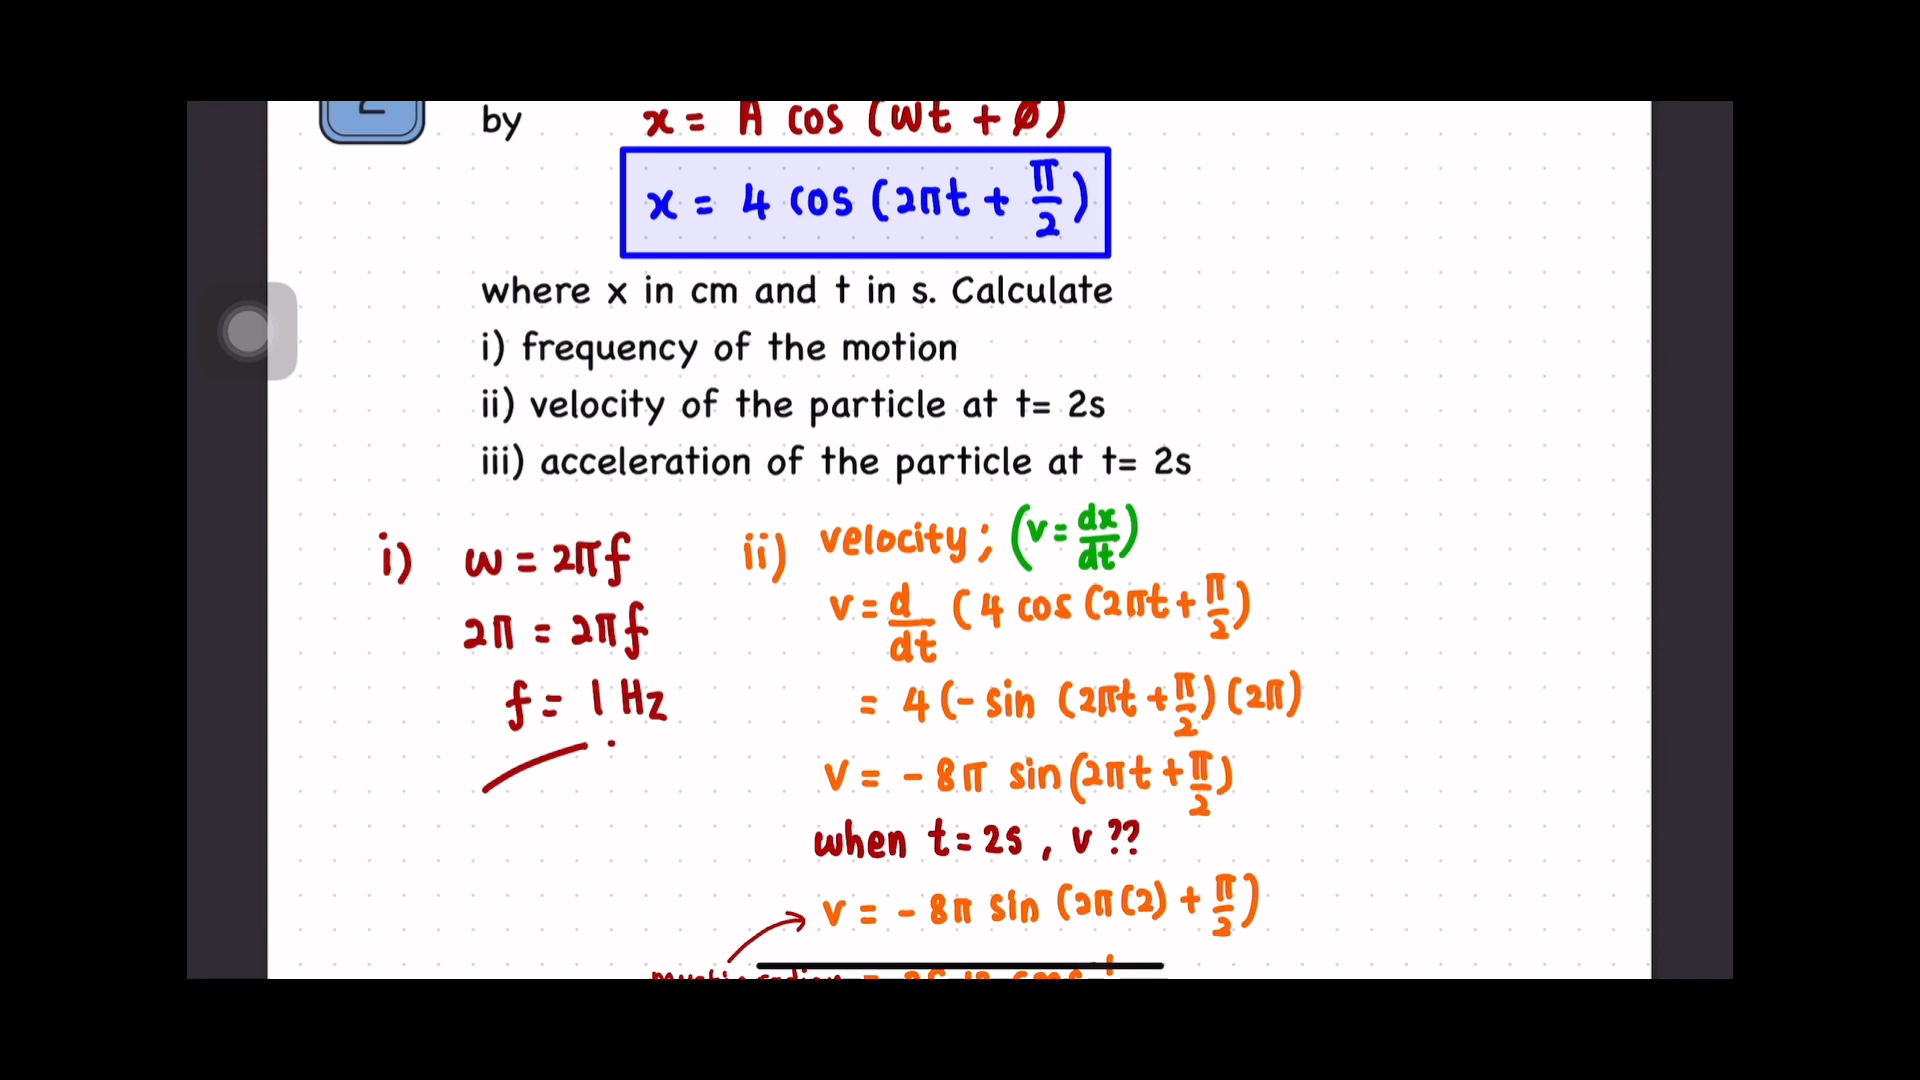 by x = A cos (ωt + ø)
x = 4 cos (2πt + π/2)
where x in cm and t in s. Calculate
i) frequency of the motion
ii) velocity of the particle at t= 2s
iii) acceleration of the particle at t= 2s
i) ω = 2πf
2π = 2πf
f = 1 Hz
ii) velocity ; (v = dx/dt)
v = d/dt (4 cos (2πt + π/2)
= 4 (- sin (2πt + π/2) (2π)
v = - 8π sin (2πt + π/2)
when t = 2s , v ??
v = - 8π sin (2π(2) + π/2)